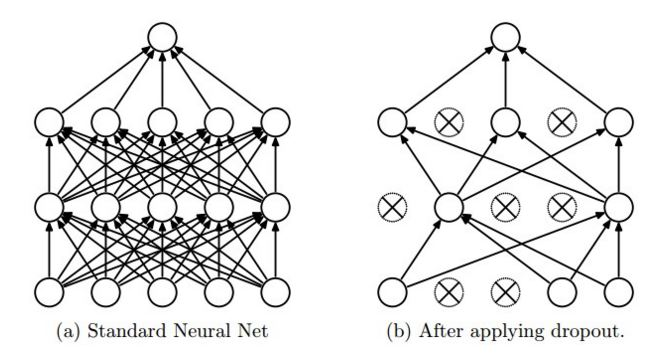 (a) Standard Neural Net
(b) After applying dropout.